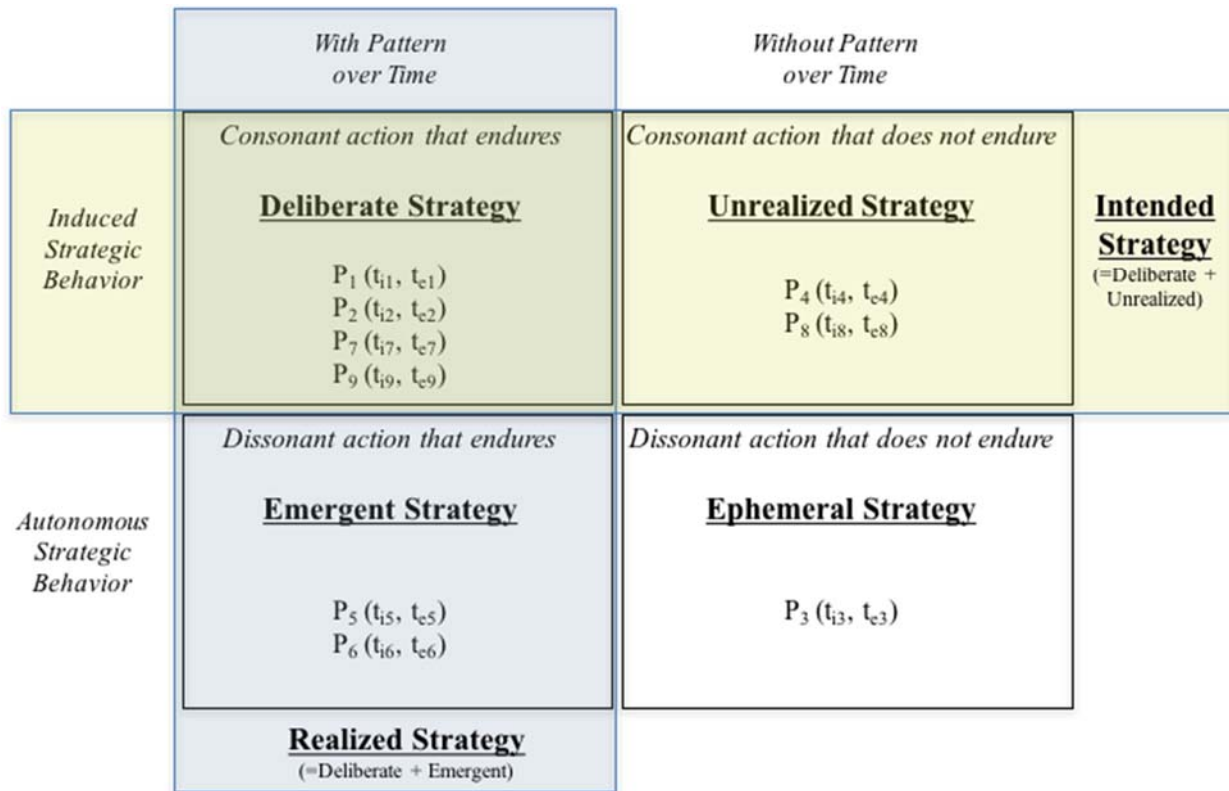 With Pattern
over Time
Without Pattern
over Time
Induced
Strategic
Behavior
Consonant action that endures
Deliberate Strategy
P₁ (tᵢ₁, tₑ₁)
P₂ (tᵢ₂, tₑ₂)
P₇ (tᵢ₇, tₑ₇)
P₉ (tᵢ₉, tₑ₉)
Consonant action that does not endure
Unrealized Strategy
P₄ (tᵢ₄, tₑ₄)
P₈ (tᵢ₈, tₑ₈)
Intended
Strategy
(=Deliberate +
Unrealized)
Autonomous
Strategic
Behavior
Dissonant action that endures
Emergent Strategy
P₅ (tᵢ₅, tₑ₅)
P₆ (tᵢ₆, tₑ₆)
Dissonant action that does not endure
Ephemeral Strategy
P₃ (tᵢ₃, tₑ₃)
Realized Strategy
(=Deliberate + Emergent)